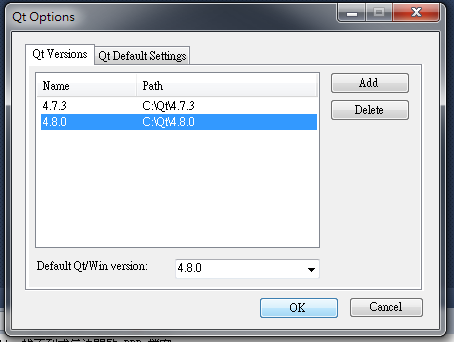 Qt Options
Qt Versions Qt Default Settings
Name Path Add
4.7.3 C:\Qt\4.7.3
4.8.0 C:\Qt\4.8.0 Delete
Default Qt/Win version: 4.8.0
OK Cancel